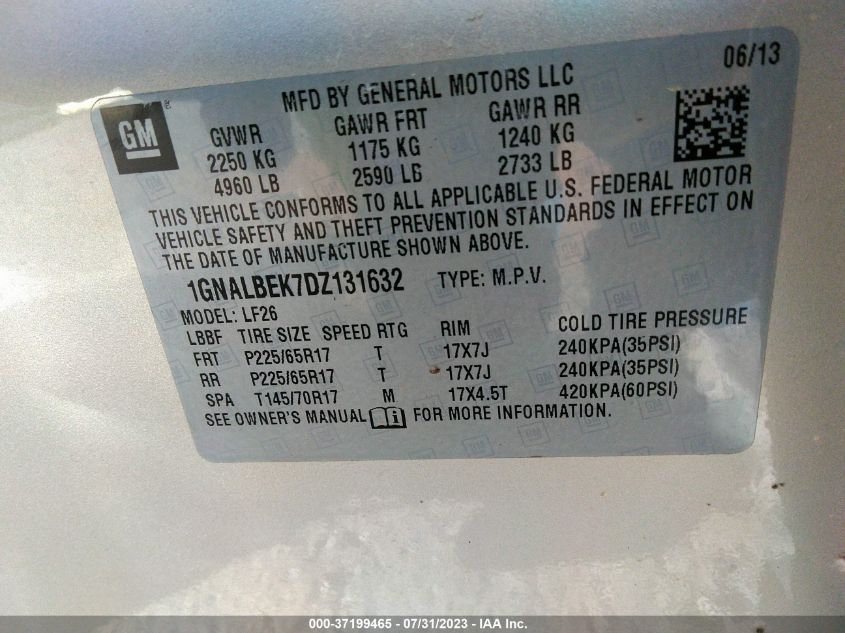 06/13
MFD BY GENERAL MOTORS LLC
GM
GVWR GAWR FRT GAWR RR
2250 KG 1175 KG 1240 KG
4960 LB 2590 LB 2733 LB
THIS VEHICLE CONFORMS TO ALL APPLICABLE U.S. FEDERAL MOTOR
VEHICLE SAFETY AND THEFT PREVENTION STANDARDS IN EFFECT ON
THE DATE OF MANUFACTURE SHOWN ABOVE.
1GNALBEK7DZ131632 TYPE: M.P.V.
MODEL: LF26
LBBF TIRE SIZE SPEED RTG RIM COLD TIRE PRESSURE
FRT P225/65R17 T 17X7J 240KPA(35PSI)
RR P225/65R17 T 17X7J 240KPA(35PSI)
SPA T145/70R17 M 17X4.5T 420KPA(60PSI)
SEE OWNER'S MANUAL i FOR MORE INFORMATION.
000-37199465 - 07/31/2023 - IAA Inc.